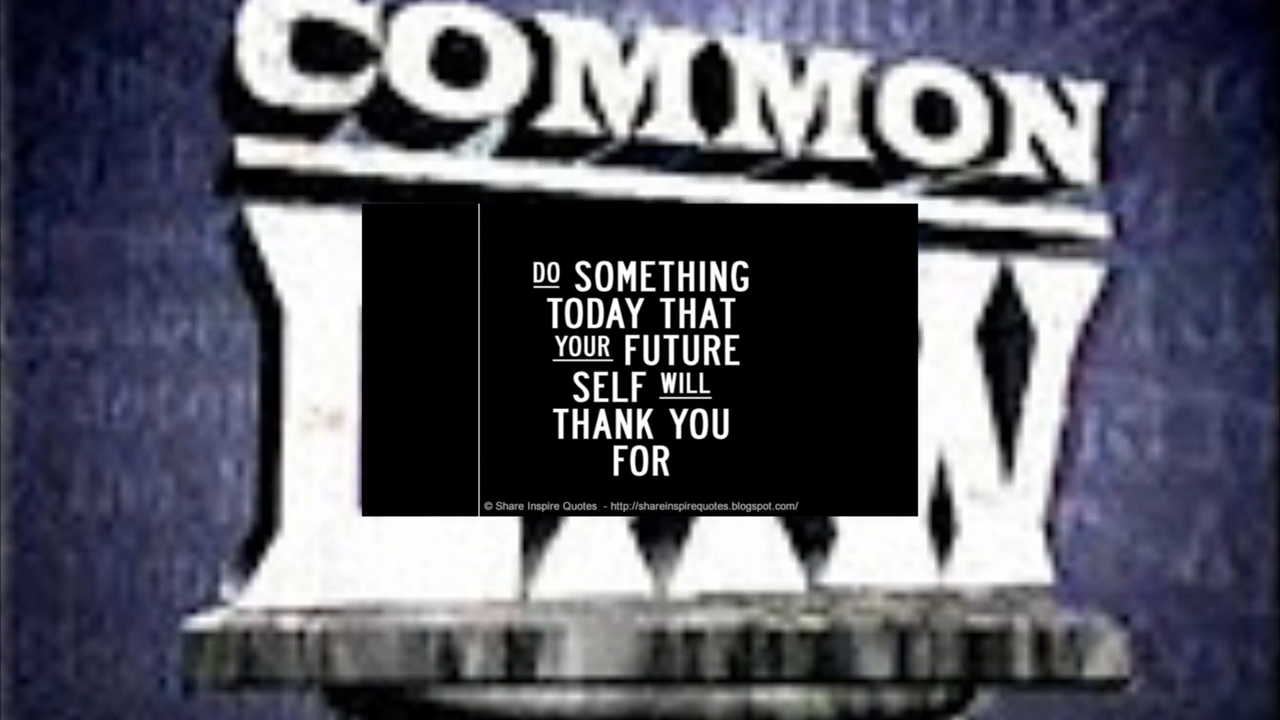 COMMON
LAW
DO SOMETHING
TODAY THAT
YOUR FUTURE
SELF WILL
THANK YOU
FOR
© Share Inspire Quotes - http://shareinspirequotes.blogspot.com/